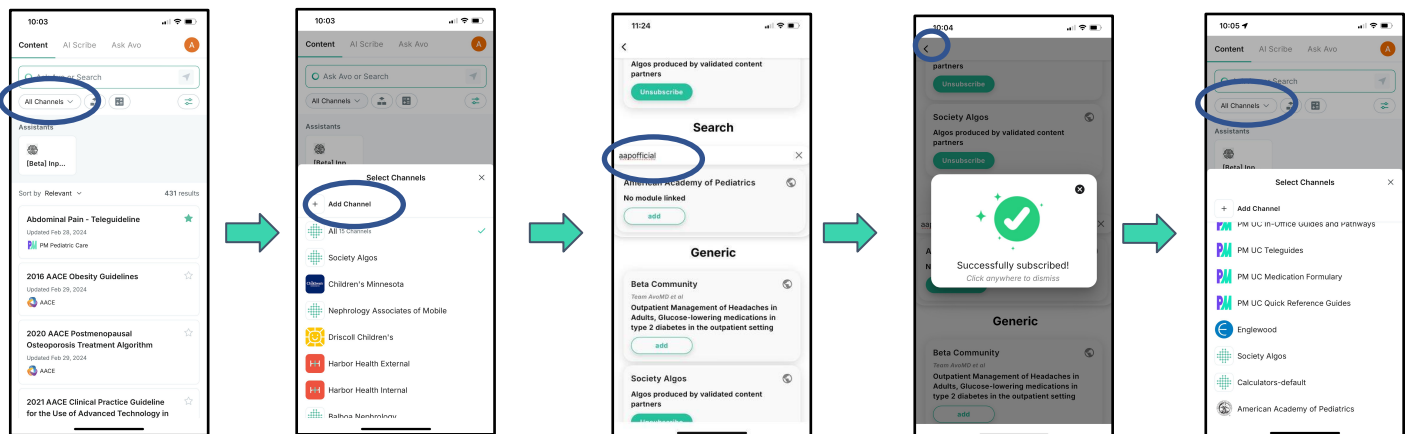 10:03
Content AI Scribe Ask Avo A
Ask Avo or Search
All Channels
Assistants
[Beta] Inp...
Sort by Relevant 431 results
Abdominal Pain - Teleguideline
Updated Feb 28, 2024
PM Pediatric Care
2016 AACE Obesity Guidelines
Updated Feb 29, 2024
AACE
2020 AACE Postmenopausal
Osteoporosis Treatment Algorithm
Updated Feb 29, 2024
AACE
2021 AACE Clinical Practice Guideline
for the Use of Advanced Technology in
10:03
Content AI Scribe Ask Avo A
Ask Avo or Search
All Channels
Assistants
[Beta] Inp...
Select Channels
+ Add Channel
All 15 Channels
Society Algos
Children's Minnesota
Nephrology Associates of Mobile
Driscoll Children's
Harbor Health External
Harbor Health Internal
Balboa Nephrology
11:24
Algos produced by validated content
partners
Unsubscribe
Search
aapofficial
American Academy of Pediatrics
No module linked
add
Generic
Beta Community
Team AvoMD et al
Outpatient Management of Headaches in
Adults, Glucose-lowering medications in
type 2 diabetes in the outpatient setting
add
Society Algos
Algos produced by validated content
partners
Unsubscribe
10:04
partners
Unsubscribe
Society Algos
Algos produced by validated content
partners
Unsubscribe
Successfully subscribed!
Click anywhere to dismiss
Generic
Beta Community
Team AvoMD et al
Outpatient Management of Headaches in
Adults, Glucose-lowering medications in
type 2 diabetes in the outpatient setting
add
10:05
Content AI Scribe Ask Avo A
Ask Avo or Search
All Channels
Assistants
[Beta] Inp
Select Channels
+ Add Channel
PM UC In-Office Guides and Pathways
PM UC Teleguides
PM UC Medication Formulary
PM UC Quick Reference Guides
Englewood
Society Algos
Calculators-default
American Academy of Pediatrics